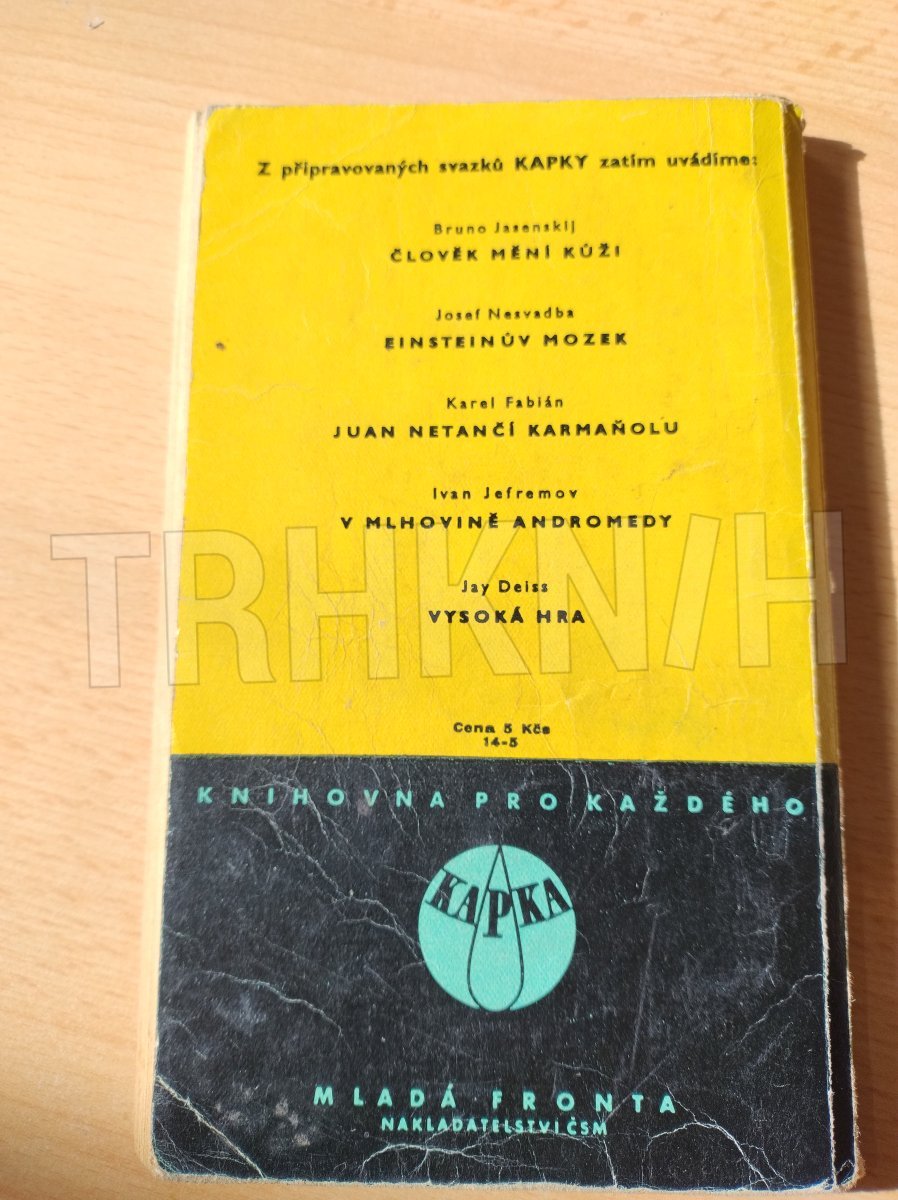 Z připravovaných svazků KAPKY zatím uvádíme:
Bruno Jasenskij
ČLOVĚK MĚNÍ KŮŽI
Josef Nesvadba
EINSTEINŮV MOZEK
Karel Fabián
JUAN NETANČÍ KARMAŇOLU
Ivan Jefremov
V MLHOVINĚ ANDROMEDY
TRHKNIH
Jay Deiss
VYSOKÁ HRA
Cena 5 Kčs
14-5
KNIHOVNA PRO KAŽDÉHO
KAPKA
MLADÁ FRONTA
NAKLADATELSTVÍ ČSM